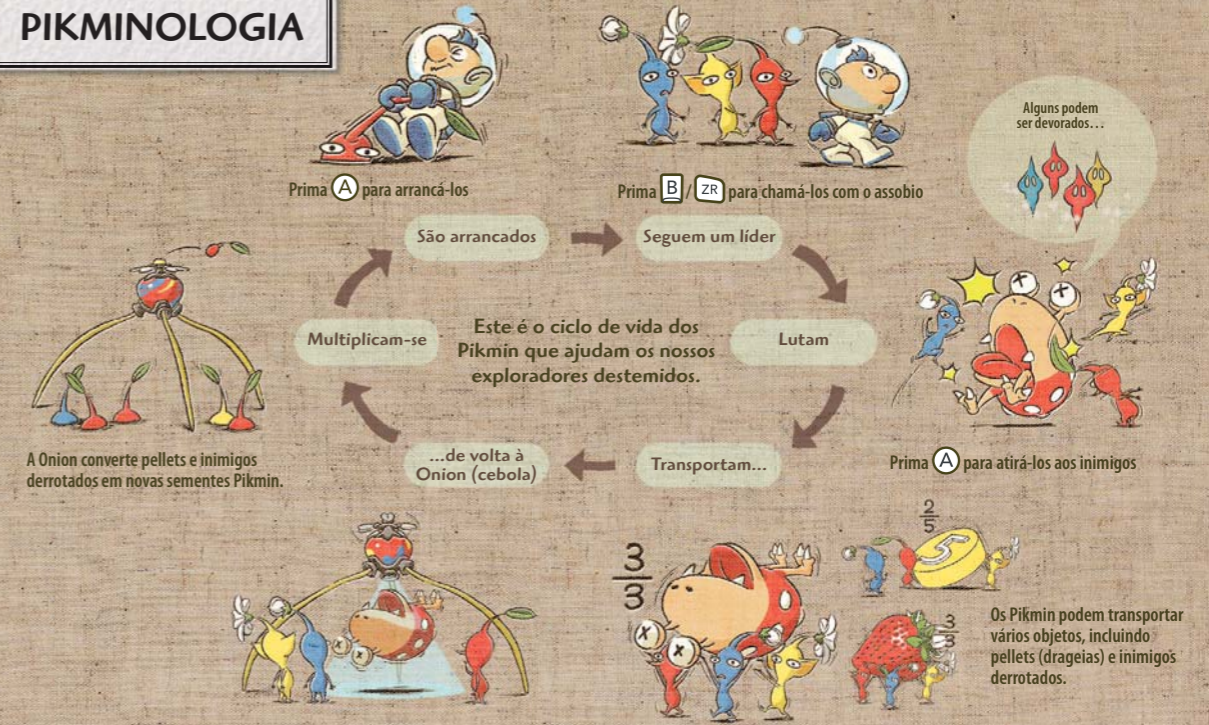 PIKMINOLOGIA
Prima A para arrancá-los
Prima B / ZR para chamá-los com o assobio
Alguns podem
ser devorados...
São arrancados
Seguem um líder
Multiplicam-se
Este é o ciclo de vida dos
Pikmin que ajudam os nossos
exploradores destemidos.
Lutam
A Onion converte pellets e inimigos
derrotados em novas sementes Pikmin.
...de volta à
Onion (cebola)
Transportam...
Prima A para atirá-los aos inimigos
3
3
2
5
5
3
3
Os Pikmin podem transportar
vários objetos, incluindo
pellets (drageias) e inimigos
derrotados.